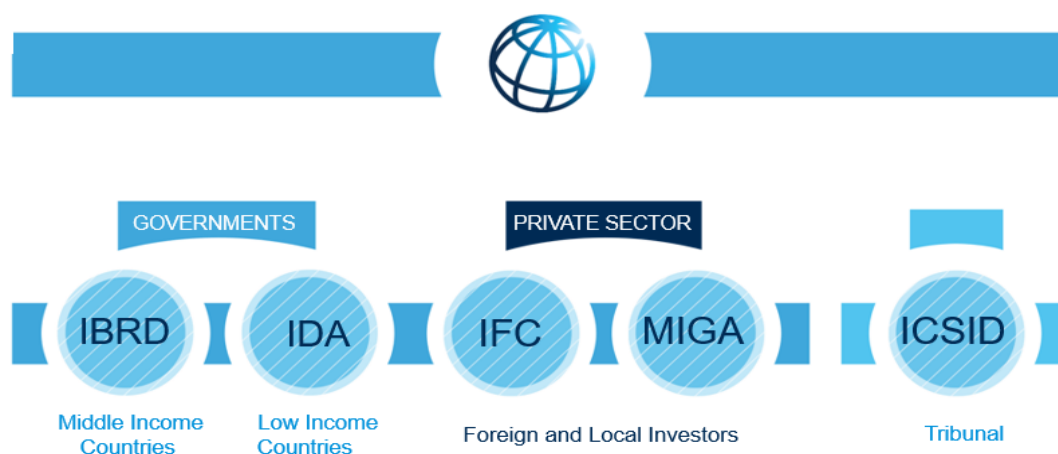 GOVERNMENTS
PRIVATE SECTOR
IBRD
IDA
IFC
MIGA
ICSID
Middle Income
Countries
Low Income
Countries
Foreign and Local Investors
Tribunal